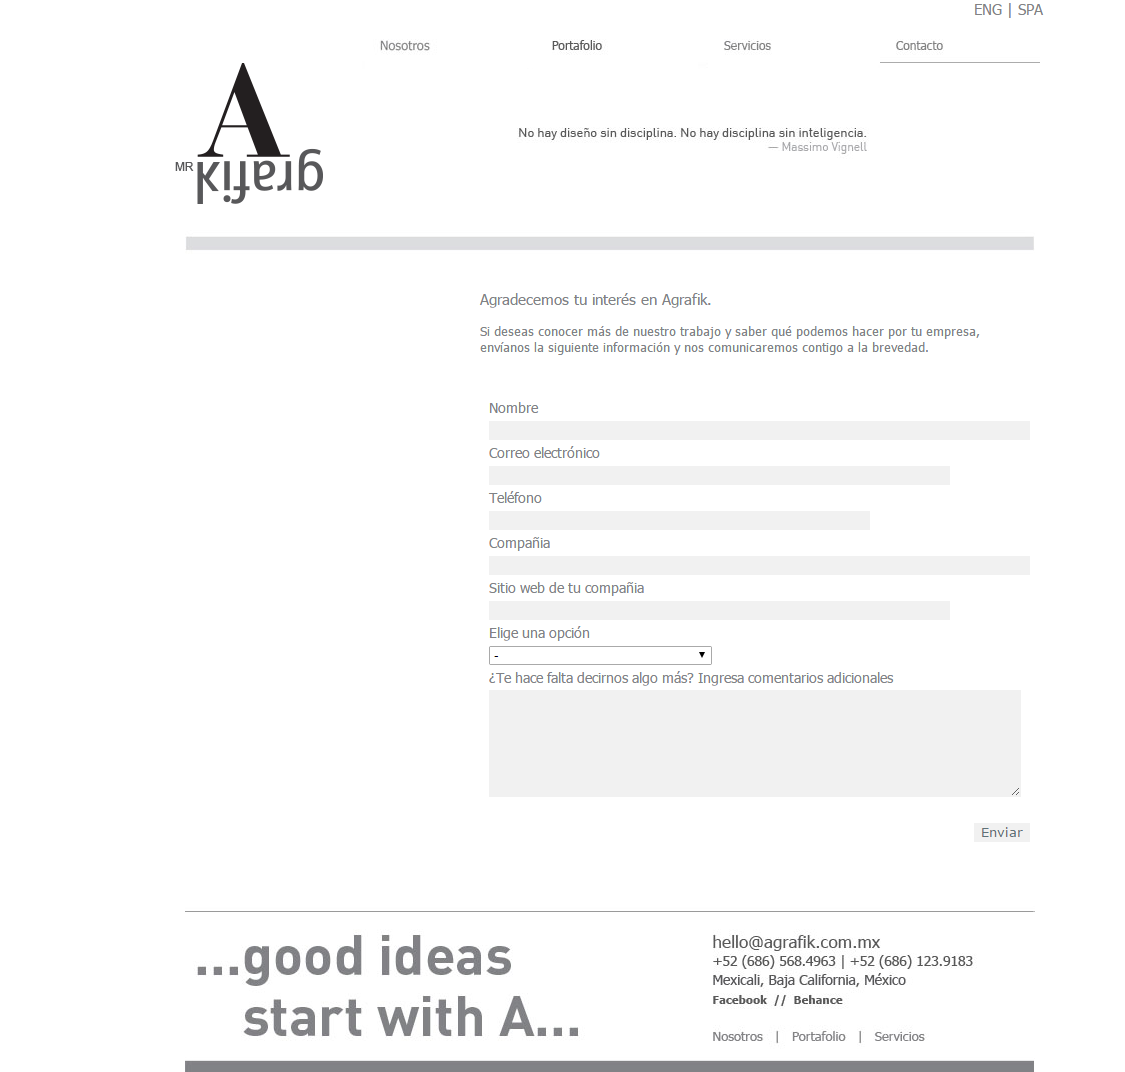 ENG | SPA
Nosotros
Portafolio
Servicios
Contacto
A
MR
grafik
No hay diseño sin disciplina. No hay disciplina sin inteligencia.
— Massimo Vignell
Agradecemos tu interés en Agrafik.
Si deseas conocer más de nuestro trabajo y saber qué podemos hacer por tu empresa,
envíanos la siguiente información y nos comunicaremos contigo a la brevedad.
Nombre
Correo electrónico
Teléfono
Compañia
Sitio web de tu compañia
Elige una opción
-
¿Te hace falta decirnos algo más? Ingresa comentarios adicionales
Enviar
...good ideas
start with A...
hello@agrafik.com.mx
+52 (686) 568.4963 | +52 (686) 123.9183
Mexicali, Baja California, México
Facebook // Behance
Nosotros | Portafolio | Servicios